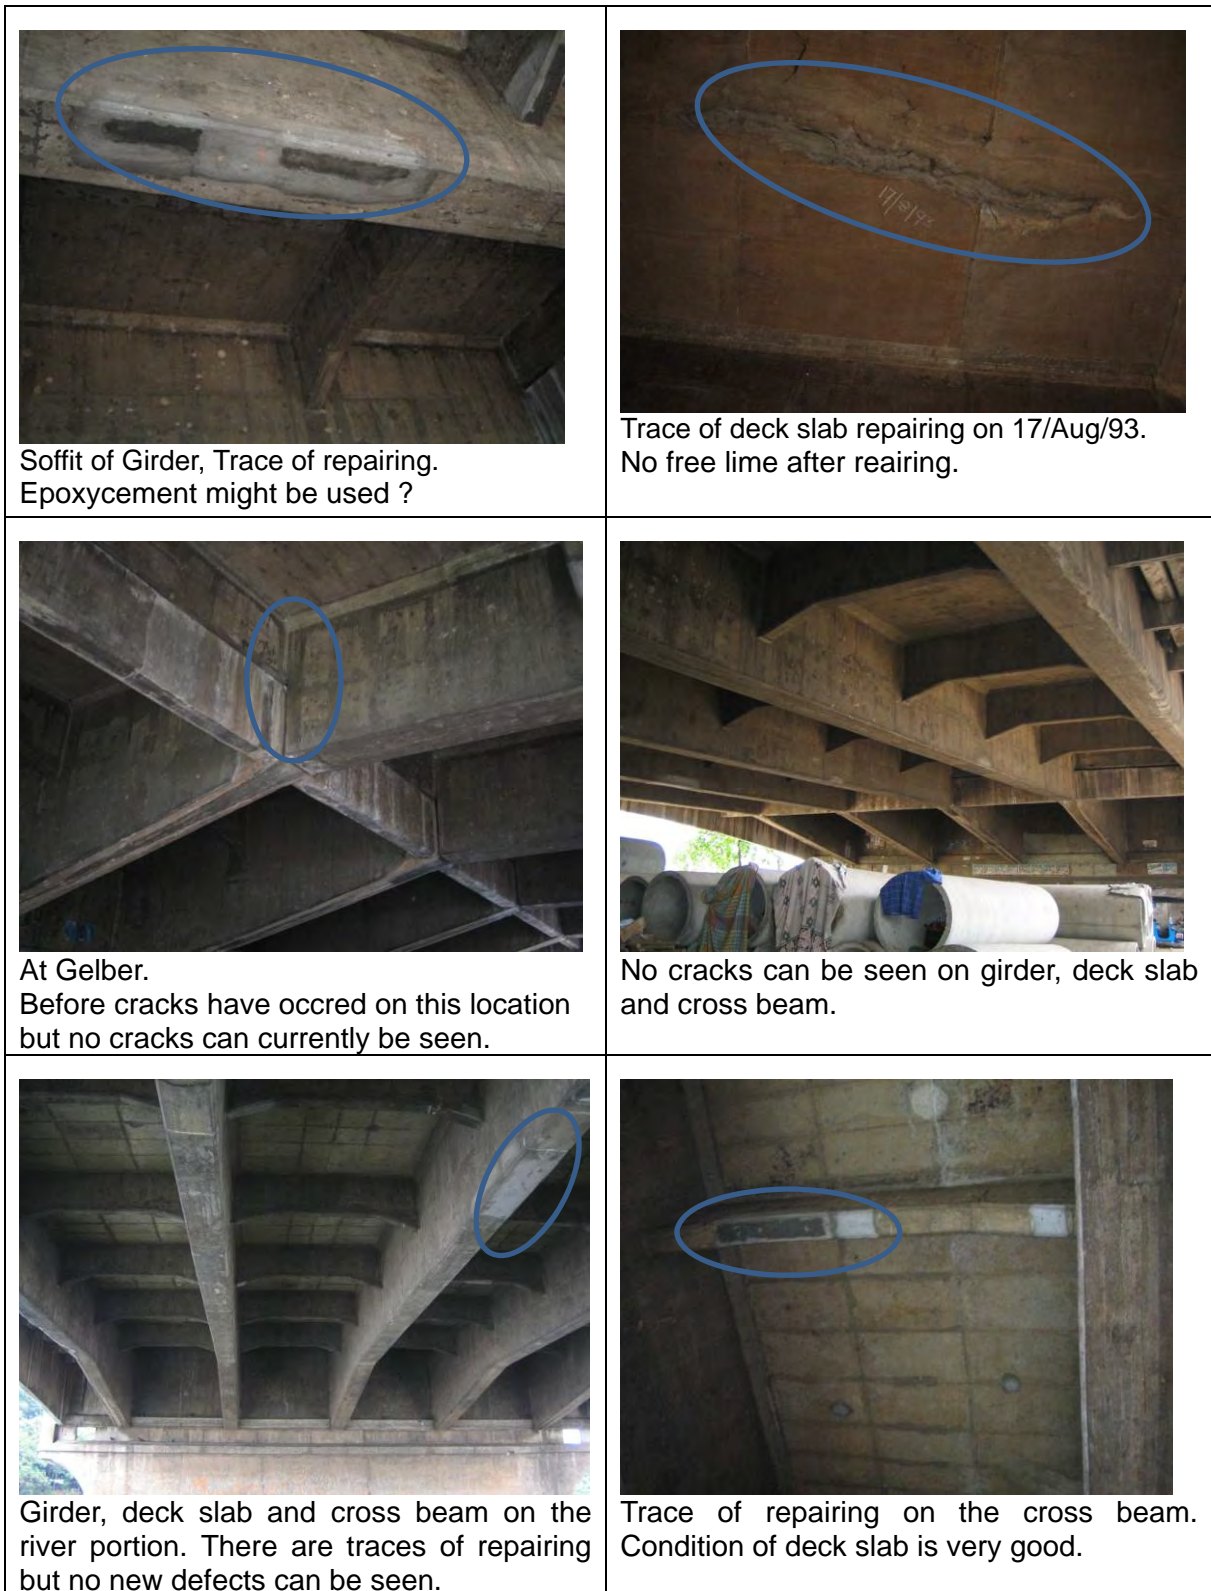 Soffit of Girder, Trace of repairing.
Epoxycement might be used ?
17/8/93
Trace of deck slab repairing on 17/Aug/93.
No free lime after reairing.
At Gelber.
Before cracks have occred on this location
but no cracks can currently be seen.
No cracks can be seen on girder, deck slab
and cross beam.
Girder, deck slab and cross beam on the
river portion. There are traces of repairing
but no new defects can be seen.
Trace of repairing on the cross beam.
Condition of deck slab is very good.